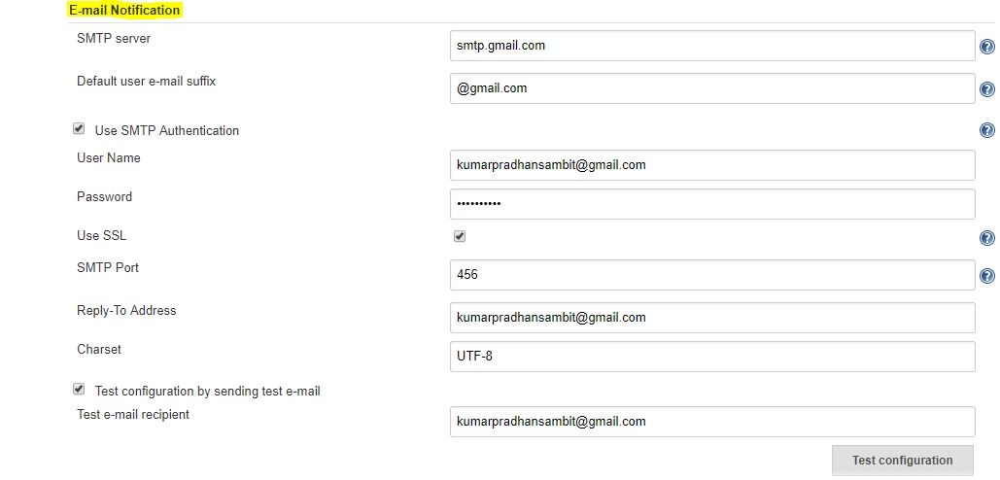 E-mail Notification
SMTP server
smtp.gmail.com
Default user e-mail suffix
@gmail.com
Use SMTP Authentication
User Name
kumarpradhansambit@gmail.com
Password
••••••••••
Use SSL
SMTP Port
456
Reply-To Address
kumarpradhansambit@gmail.com
Charset
UTF-8
Test configuration by sending test e-mail
Test e-mail recipient
kumarpradhansambit@gmail.com
Test configuration